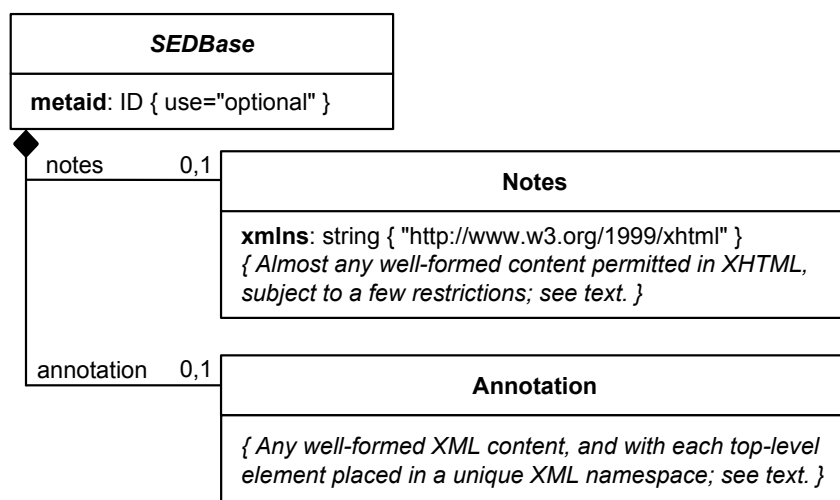 SEDBase
metaid: ID { use="optional" }
notes 0,1
Notes
xmlns: string { "http://www.w3.org/1999/xhtml" }
{ Almost any well-formed content permitted in XHTML,
subject to a few restrictions; see text. }
annotation 0,1
Annotation
{ Any well-formed XML content, and with each top-level
element placed in a unique XML namespace; see text. }